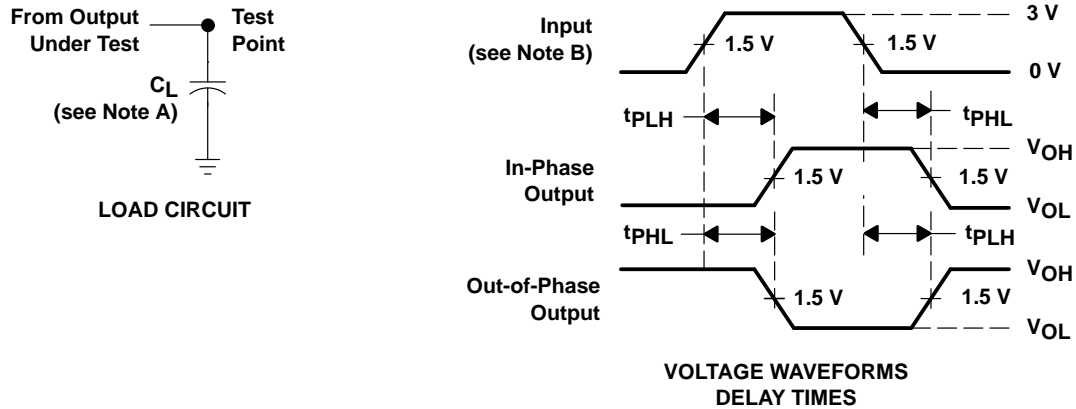 From Output
Under Test
Test
Point
CL
(see Note A)
LOAD CIRCUIT
Input
(see Note B)
1.5 V
1.5 V
3 V
0 V
tPLH
tPHL
In-Phase
Output
1.5 V
1.5 V
VOH
VOL
tPHL
tPLH
Out-of-Phase
Output
1.5 V
1.5 V
VOH
VOL
VOLTAGE WAVEFORMS
DELAY TIMES